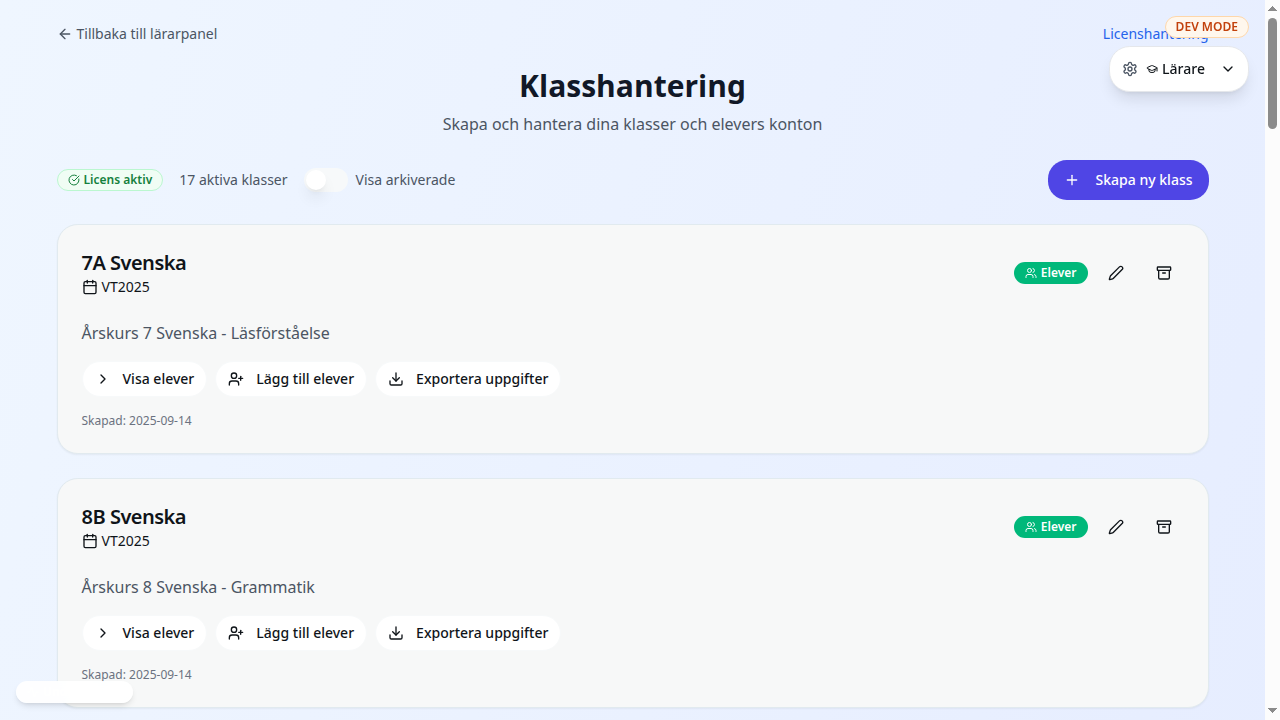 Tillbaka till lärarpanel
Licenshantering
DEV MODE
Lärare
Klasshantering
Skapa och hantera dina klasser och elevers konton
Licens aktiv
17 aktiva klasser
Visa arkiverade
Skapa ny klass
7A Svenska
VT2025
Elever
Årskurs 7 Svenska - Läsförståelse
Visa elever
Lägg till elever
Exportera uppgifter
Skapad: 2025-09-14
8B Svenska
VT2025
Elever
Årskurs 8 Svenska - Grammatik
Visa elever
Lägg till elever
Exportera uppgifter
Skapad: 2025-09-14